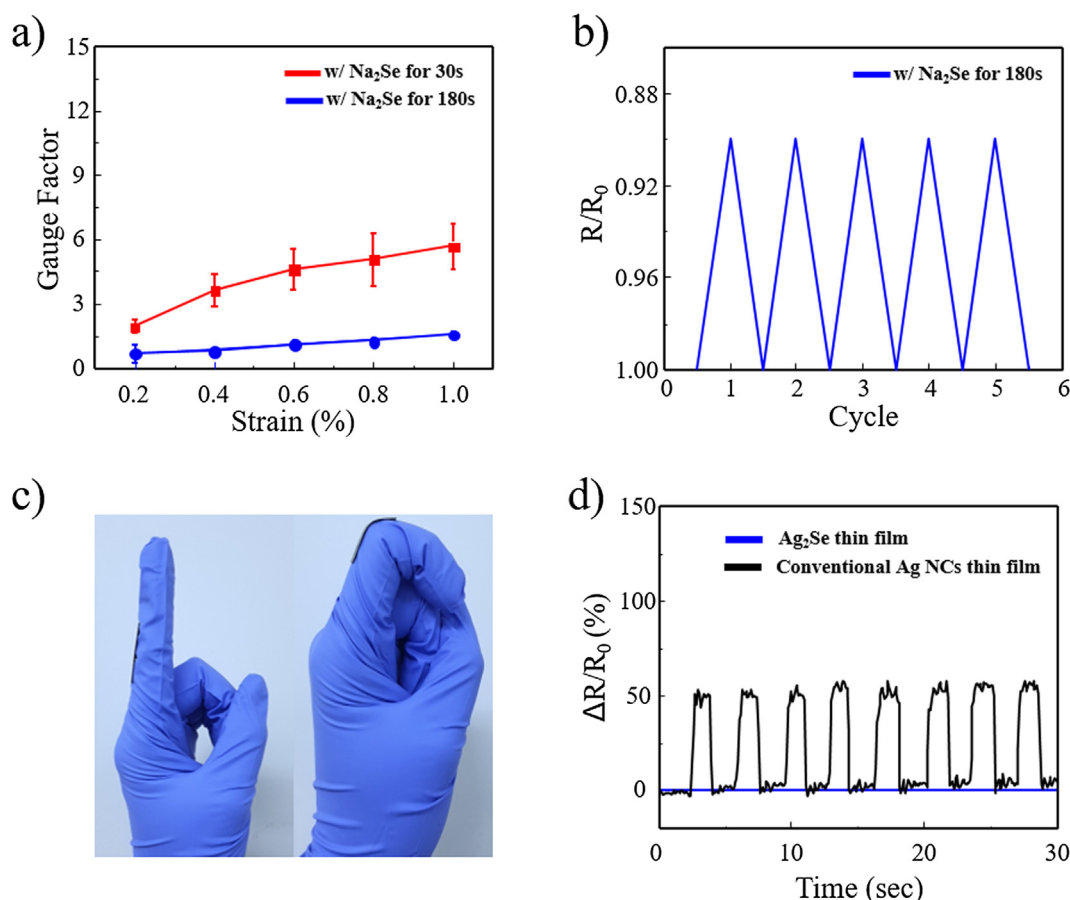 a)
15
12
9
6
3
0
Gauge Factor
w/ Na₂Se for 30s
w/ Na₂Se for 180s
0.2 0.4 0.6 0.8 1.0
Strain (%)
b)
0.88
0.92
0.96
1.00
R/R₀
w/ Na₂Se for 180s
0 1 2 3 4 5 6
Cycle
c)
d)
150
100
50
0
ΔR/R₀ (%)
Ag₂Se thin film
Conventional Ag NCs thin film
0 10 20 30
Time (sec)